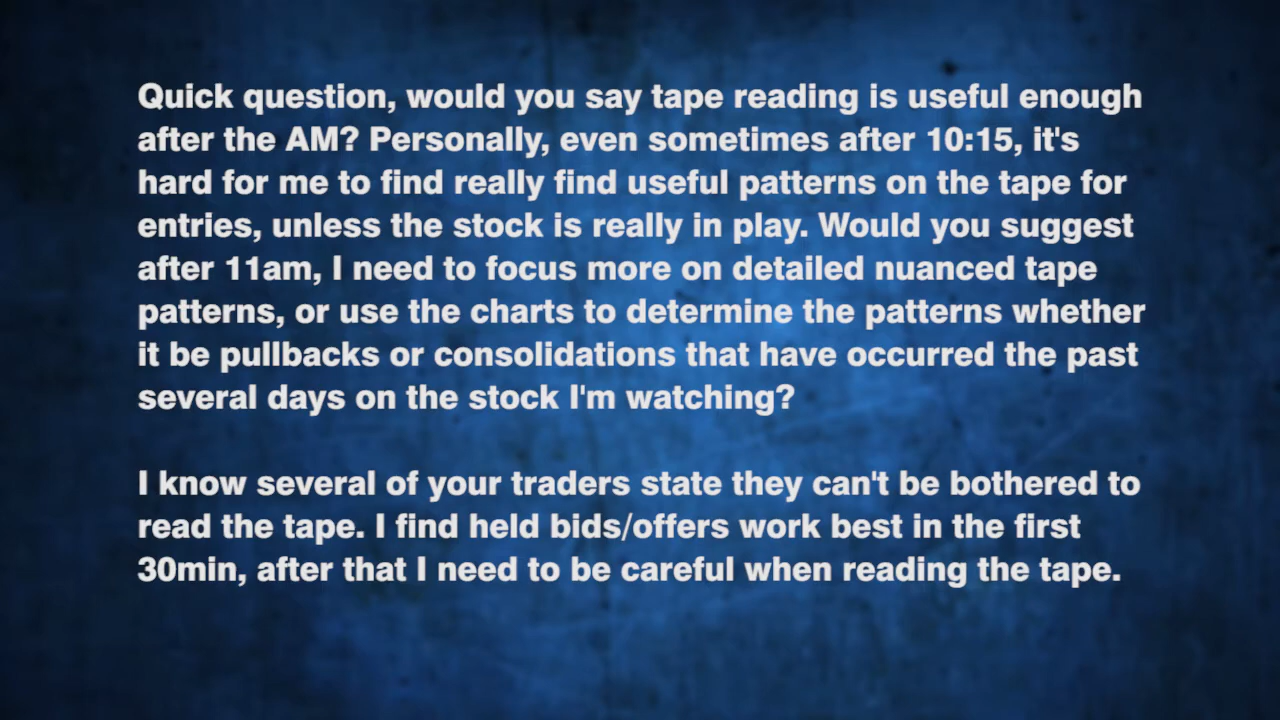 Quick question, would you say tape reading is useful enough
after the AM? Personally, even sometimes after 10:15, it's
hard for me to find really find useful patterns on the tape for
entries, unless the stock is really in play. Would you suggest
after 11am, I need to focus more on detailed nuanced tape
patterns, or use the charts to determine the patterns whether
it be pullbacks or consolidations that have occurred the past
several days on the stock I'm watching?
I know several of your traders state they can't be bothered to
read the tape. I find held bids/offers work best in the first
30min, after that I need to be careful when reading the tape.